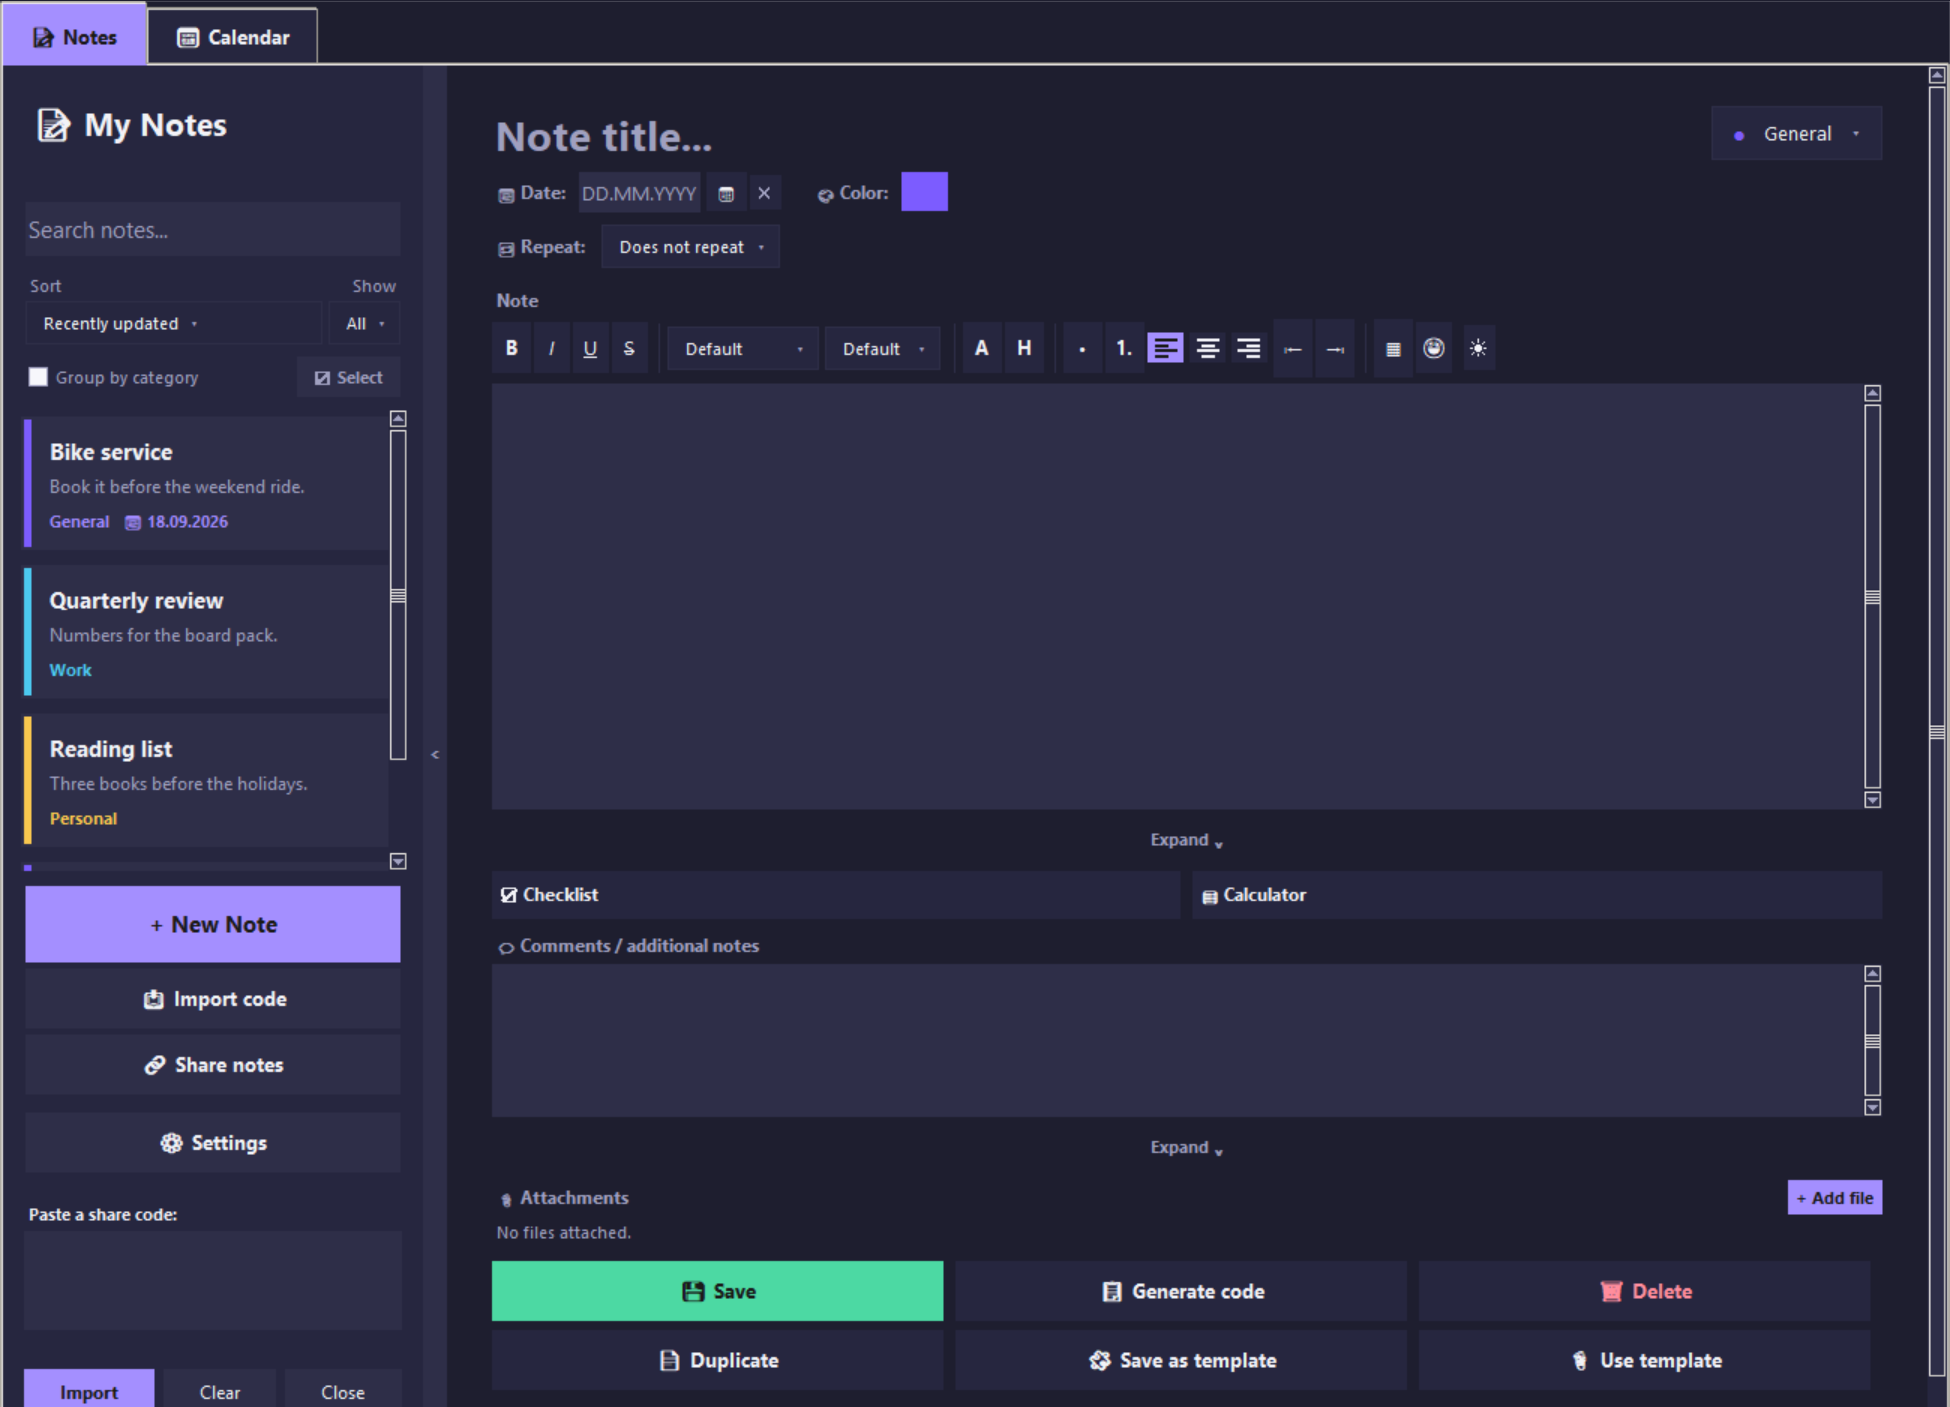 Notes
Calendar
My Notes
Search notes...
Sort
Show
Recently updated
All
Group by category
Select
Bike service
Book it before the weekend ride.
General 18.09.2026
Quarterly review
Numbers for the board pack.
Work
Reading list
Three books before the holidays.
Personal
+ New Note
Import code
Share notes
Settings
Paste a share code:
Import
Clear
Close
<
Note title...
General
Date: DD.MM.YYYY ×
Color:
Repeat: Does not repeat
Note
B I U S Default Default A H • 1.
Expand
Checklist
Calculator
Comments / additional notes
Expand
Attachments
+ Add file
No files attached.
Save
Generate code
Delete
Duplicate
Save as template
Use template